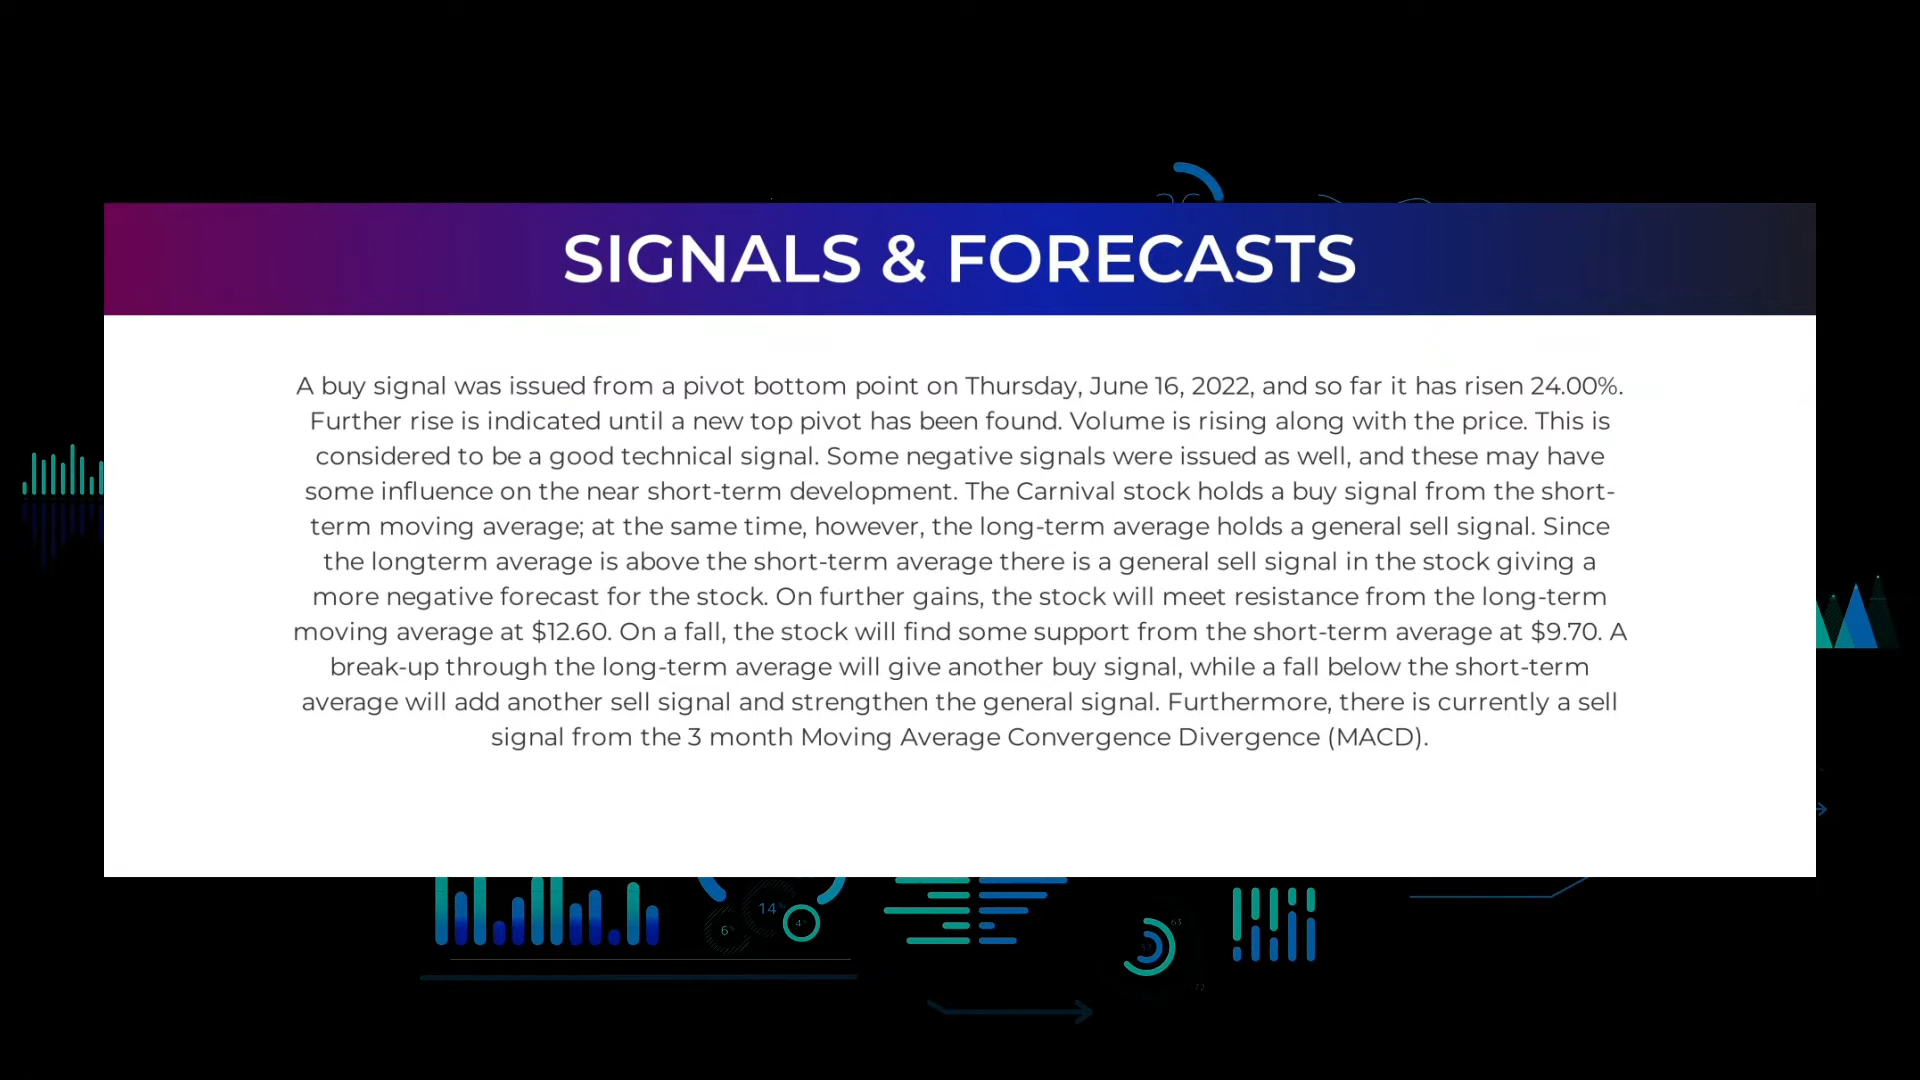 SIGNALS & FORECASTS
A buy signal was issued from a pivot bottom point on Thursday, June 16, 2022, and so far it has risen 24.00%.
Further rise is indicated until a new top pivot has been found. Volume is rising along with the price. This is
considered to be a good technical signal. Some negative signals were issued as well, and these may have
some influence on the near short-term development. The Carnival stock holds a buy signal from the short-
term moving average; at the same time, however, the long-term average holds a general sell signal. Since
the longterm average is above the short-term average there is a general sell signal in the stock giving a
more negative forecast for the stock. On further gains, the stock will meet resistance from the long-term
moving average at $12.60. On a fall, the stock will find some support from the short-term average at $9.70. A
break-up through the long-term average will give another buy signal, while a fall below the short-term
average will add another sell signal and strengthen the general signal. Furthermore, there is currently a sell
signal from the 3 month Moving Average Convergence Divergence (MACD).
14
6
4
63
72